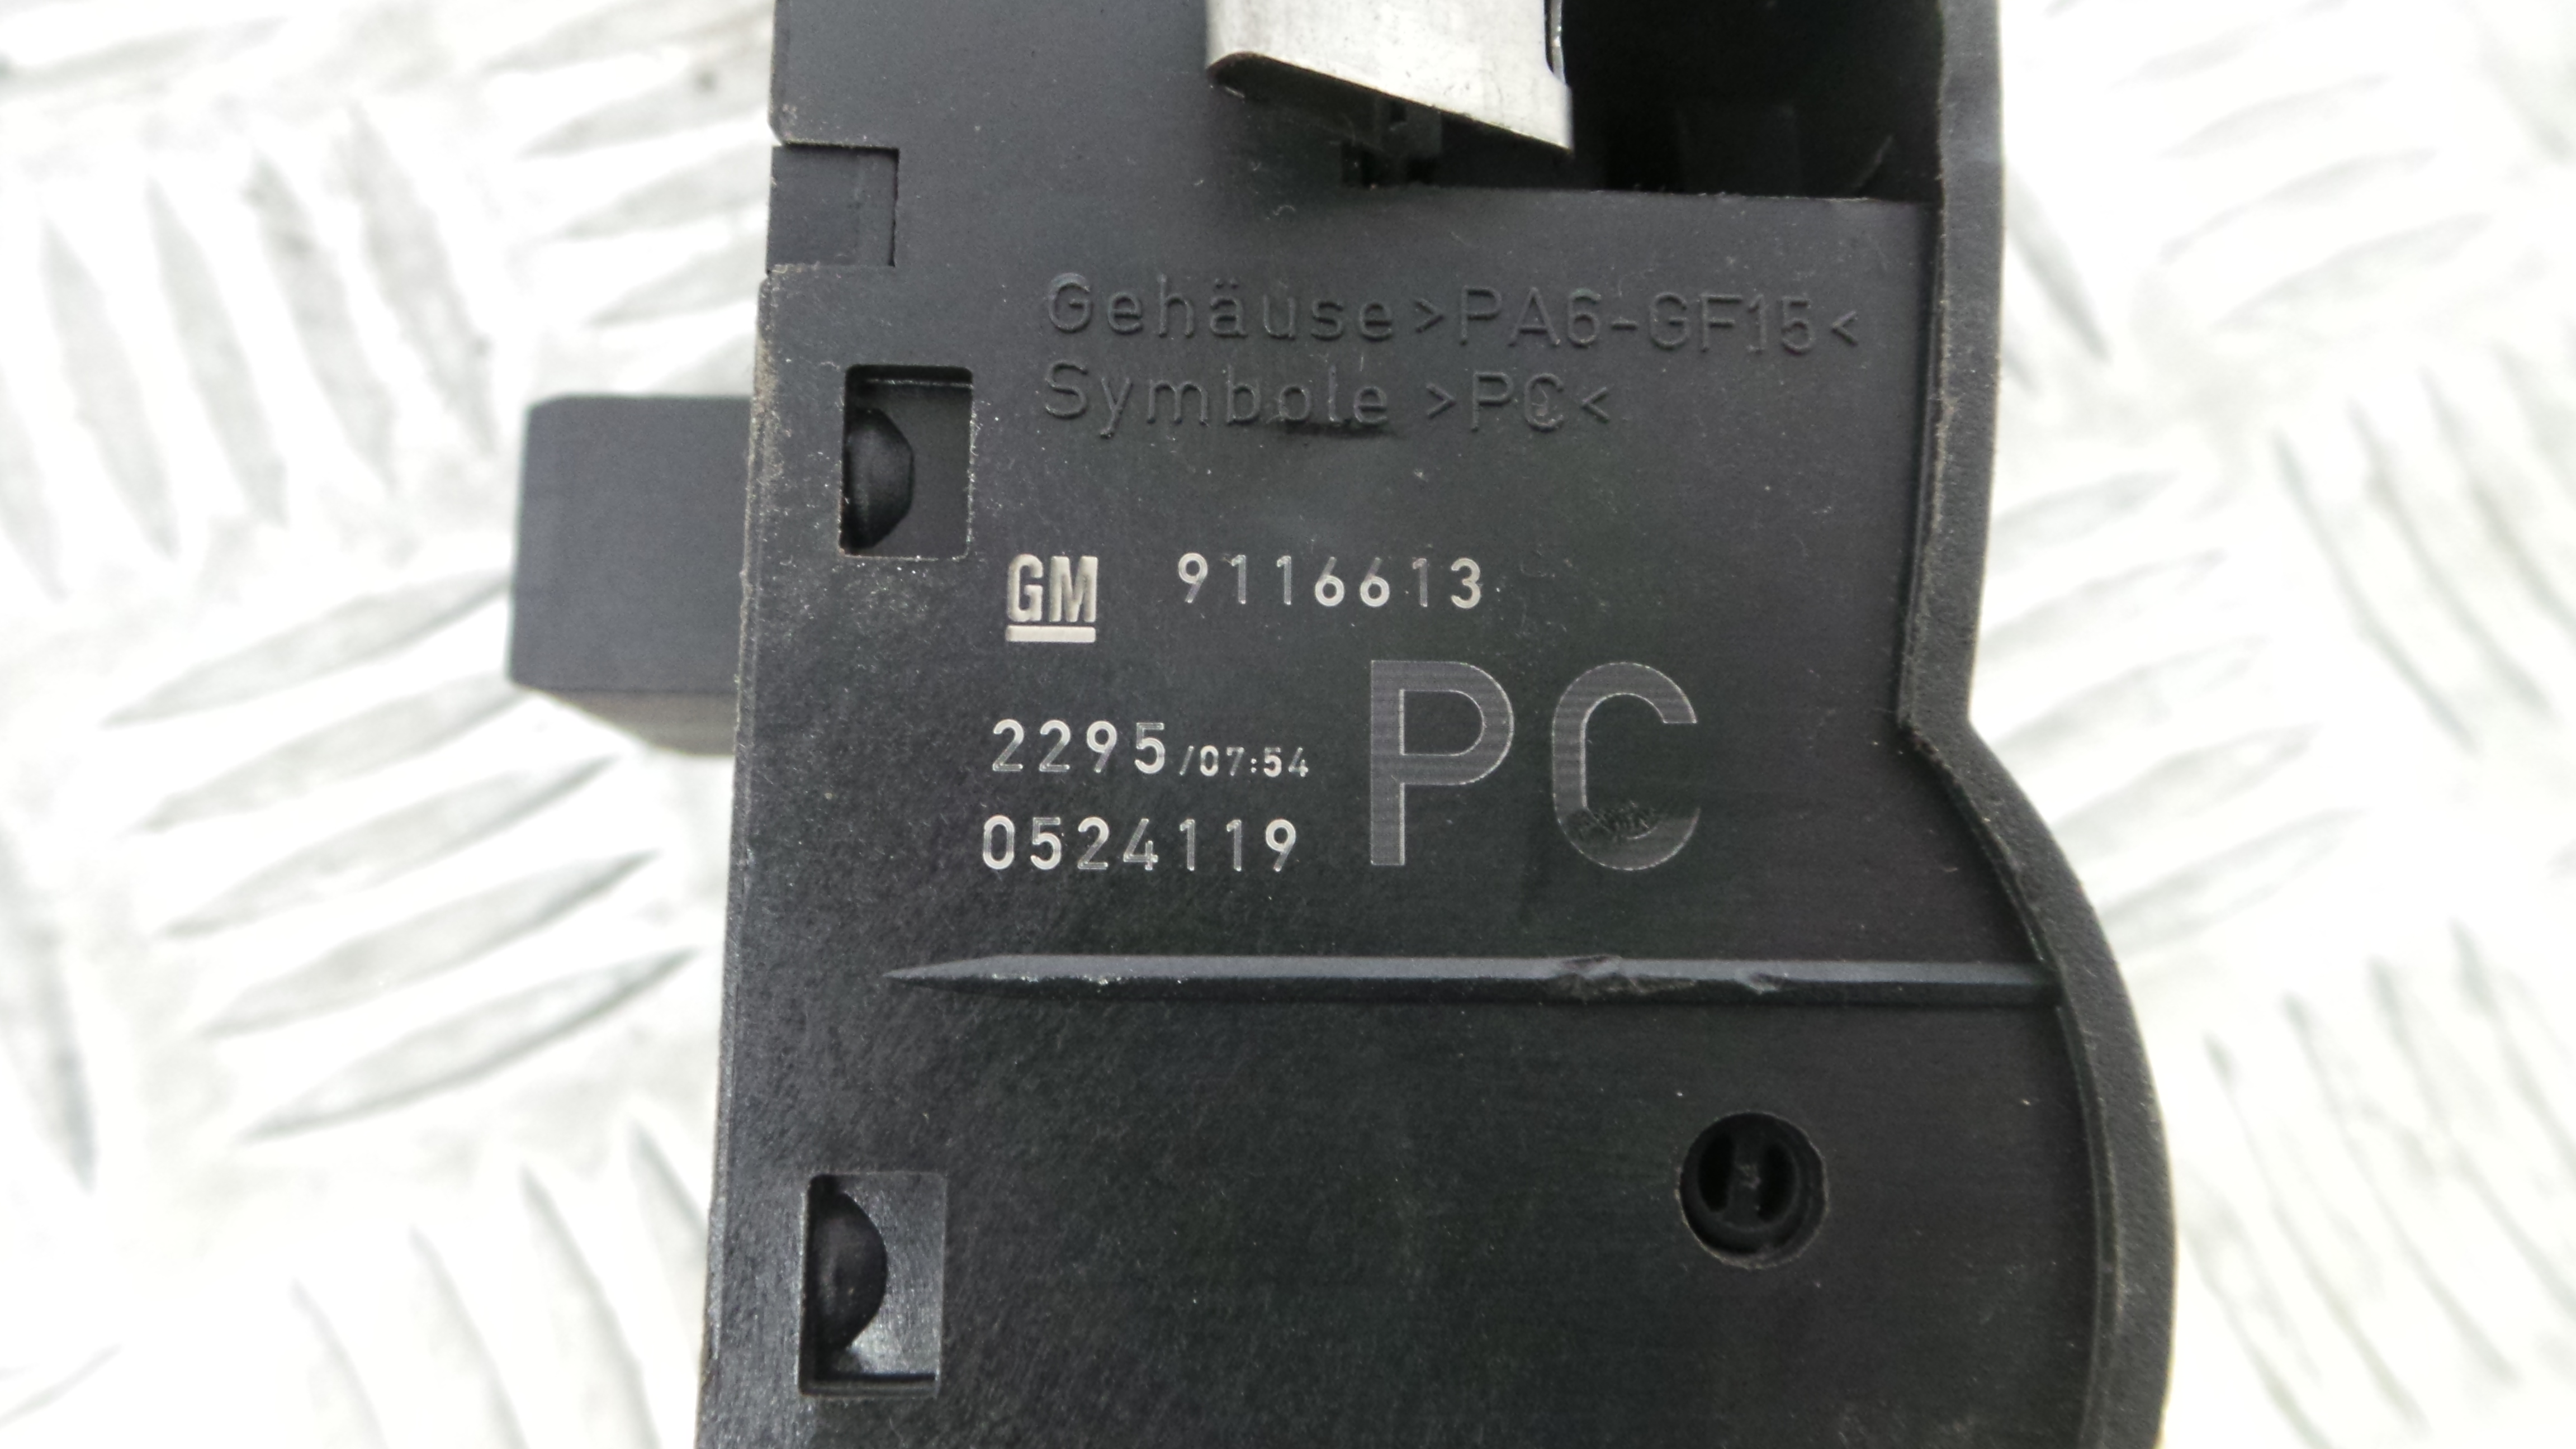 Gehäuse >PA6-GF15<
Symbole >PC<
GM 9116613
2295/07:54 PC
0524119